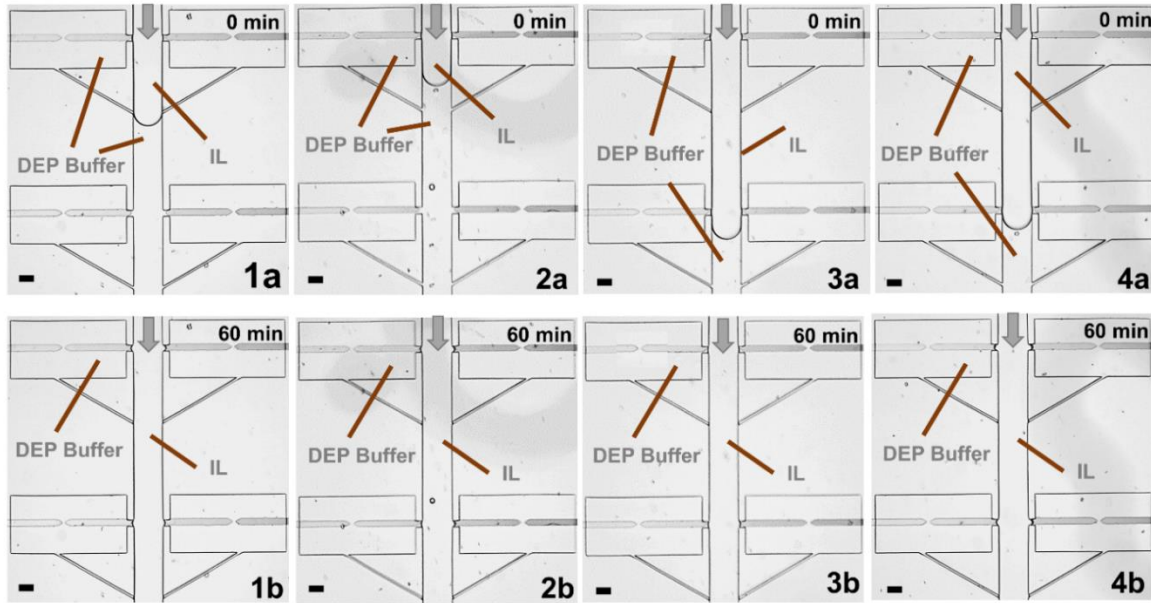 0 min
DEP Buffer
IL
1a
0 min
DEP Buffer
IL
2a
0 min
DEP Buffer
IL
3a
0 min
DEP Buffer
IL
4a
60 min
DEP Buffer
IL
1b
60 min
DEP Buffer
IL
2b
60 min
DEP Buffer
IL
3b
60 min
DEP Buffer
IL
4b